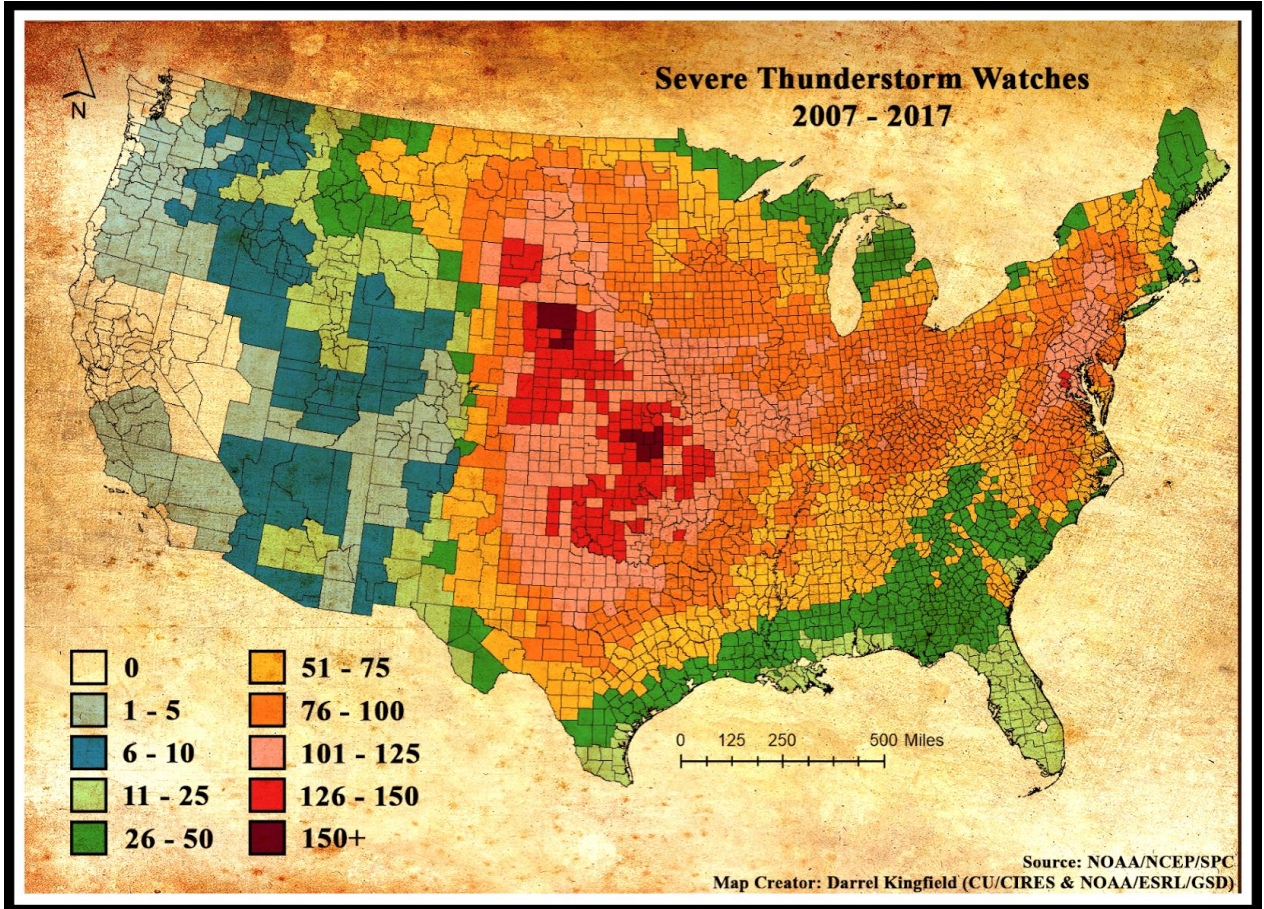 Severe Thunderstorm Watches
2007 - 2017
N
0
1 - 5
6 - 10
11 - 25
26 - 50
51 - 75
76 - 100
101 - 125
126 - 150
150+
0 125 250 500 Miles
Source: NOAA/NCEP/SPC
Map Creator: Darrel Kingfield (CU/CIRES & NOAA/ESRL/GSD)